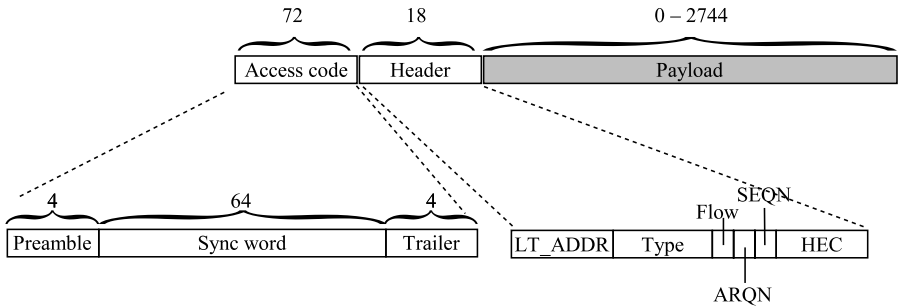 72 18 0 – 2744
Access code Header Payload
4 64 4
SEQN
Flow
Preamble Sync word Trailer LT_ADDR Type HEC
ARQN